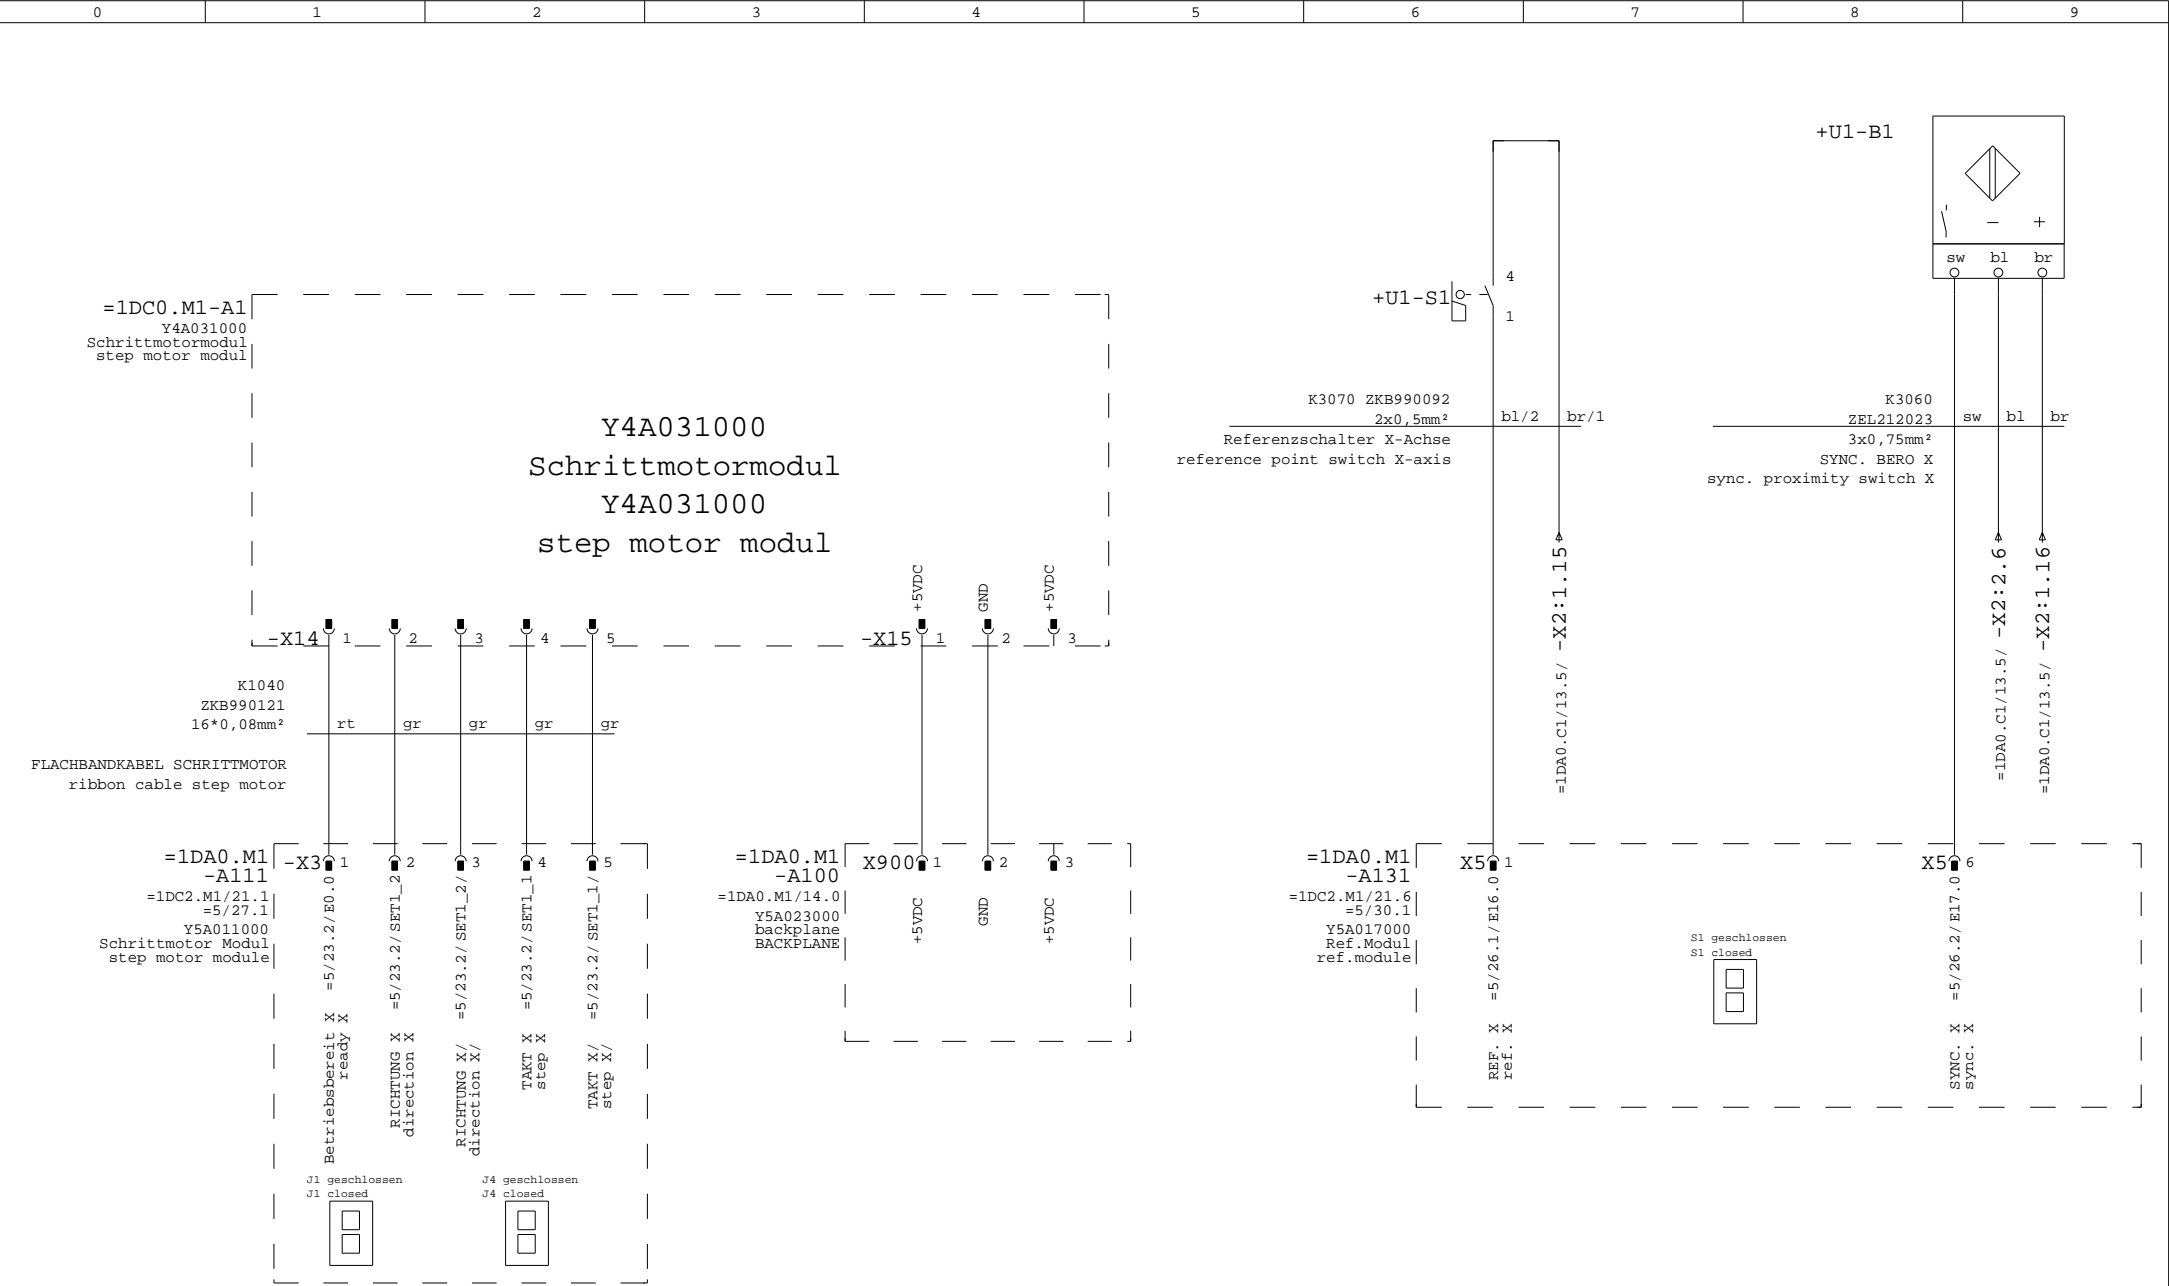 0 1 2 3 4 5 6 7 8 9
+U1-B1
- +
sw bl br
4
+U1-S1
1
=1DC0.M1-A1
Y4A031000
Schrittmotormodul
step motor modul
Y4A031000
Schrittmotormodul
Y4A031000
step motor modul
K3070 ZKB990092
2x0,5mm²
bl/2 br/1
Referenzschalter X-Achse
reference point switch X-axis
K3060
ZEL212023
sw bl br
3x0,75mm²
SYNC. BERO X
sync. proximity switch X
=1DA0.C1/13.5/ -X2:1.15
=1DA0.C1/13.5/ -X2:2.6
=1DA0.C1/13.5/ -X2:1.16
+5VDC
GND
+5VDC
-X14 1 2 3 4 5
-X15 1 2 3
K1040
ZKB990121
16*0,08mm²
rt gr gr gr gr
FLACHBANDKABEL SCHRITTMOTOR
ribbon cable step motor
=1DA0.M1
-A111
=1DC2.M1/21.1
=5/27.1
Y5A011000
Schrittmotor Modul
step motor module
-X3 1 2 3 4 5
Betriebsbereit X =5/23.2/E0.0
ready X
RICHTUNG X =5/23.2/SET1_2
direction X
RICHTUNG X/ =5/23.2/SET1_2/
direction X/
TAKT X =5/23.2/SET1_1
step X
TAKT X/ =5/23.2/SET1_1/
step X/
J1 geschlossen
J1 closed
J4 geschlossen
J4 closed
=1DA0.M1
-A100
=1DA0.M1/14.0
Y5A023000
backplane
BACKPLANE
X900 1 2 3
+5VDC
GND
+5VDC
=1DA0.M1
-A131
=1DC2.M1/21.6
=5/30.1
Y5A017000
Ref.Modul
ref.module
X5 1
REF. X =5/26.1/E16.0
ref. X
S1 geschlossen
S1 closed
X5 6
SYNC. X =5/26.2/E17.0
sync. X